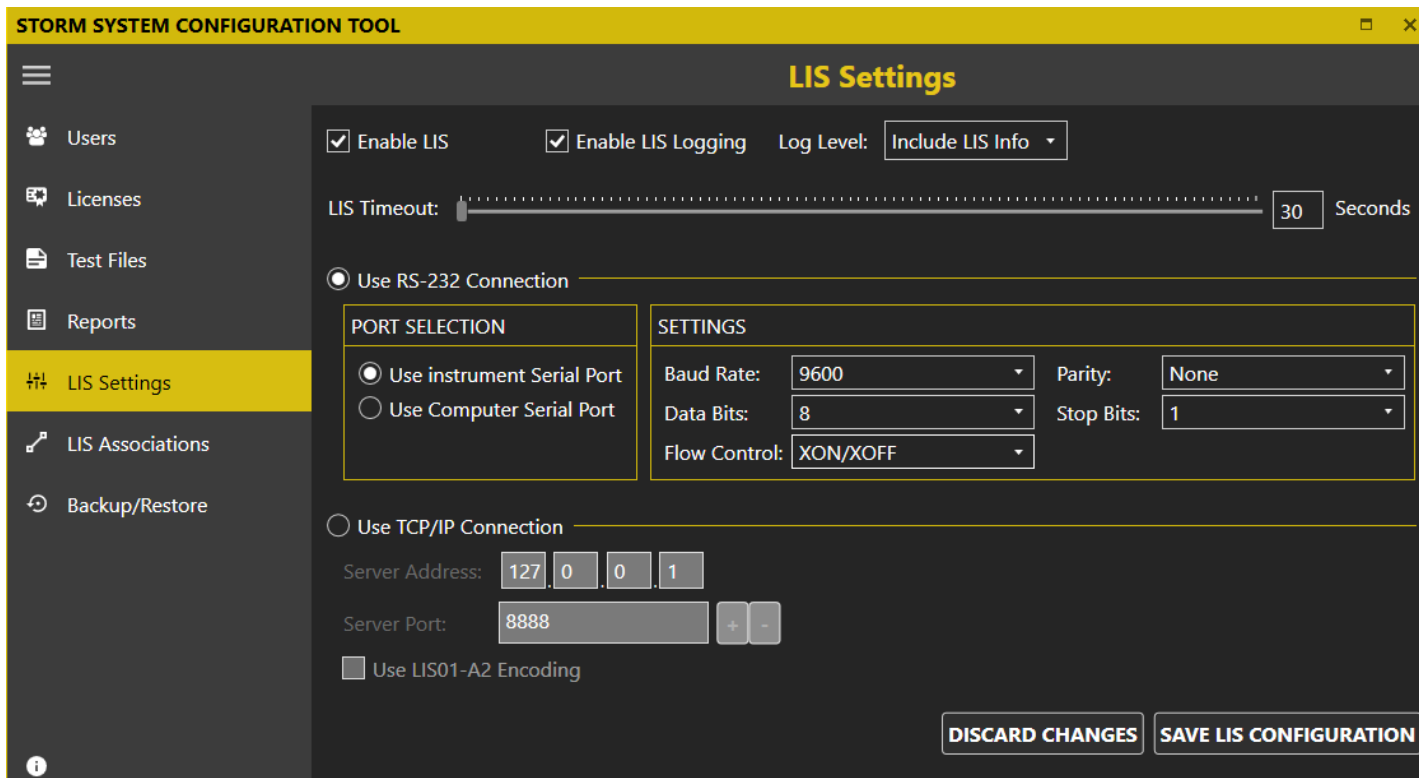 STORM SYSTEM CONFIGURATION TOOL
LIS Settings
Users
Licenses
Test Files
Reports
LIS Settings
LIS Associations
Backup/Restore
Enable LIS
Enable LIS Logging
Log Level: Include LIS Info
LIS Timeout: 30 Seconds
Use RS-232 Connection
PORT SELECTION
Use instrument Serial Port
Use Computer Serial Port
SETTINGS
Baud Rate: 9600 Parity: None
Data Bits: 8 Stop Bits: 1
Flow Control: XON/XOFF
Use TCP/IP Connection
Server Address: 127.0.0.1
Server Port: 8888 + -
Use LIS01-A2 Encoding
DISCARD CHANGES SAVE LIS CONFIGURATION